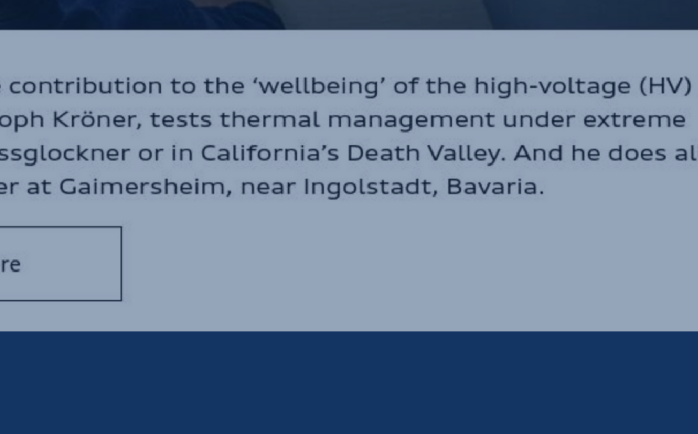 contribution to the ‘wellbeing’ of the high-voltage (HV)
oph Kröner, tests thermal management under extreme
ssglockner or in California’s Death Valley. And he does al
er at Gaimersheim, near Ingolstadt, Bavaria.
re